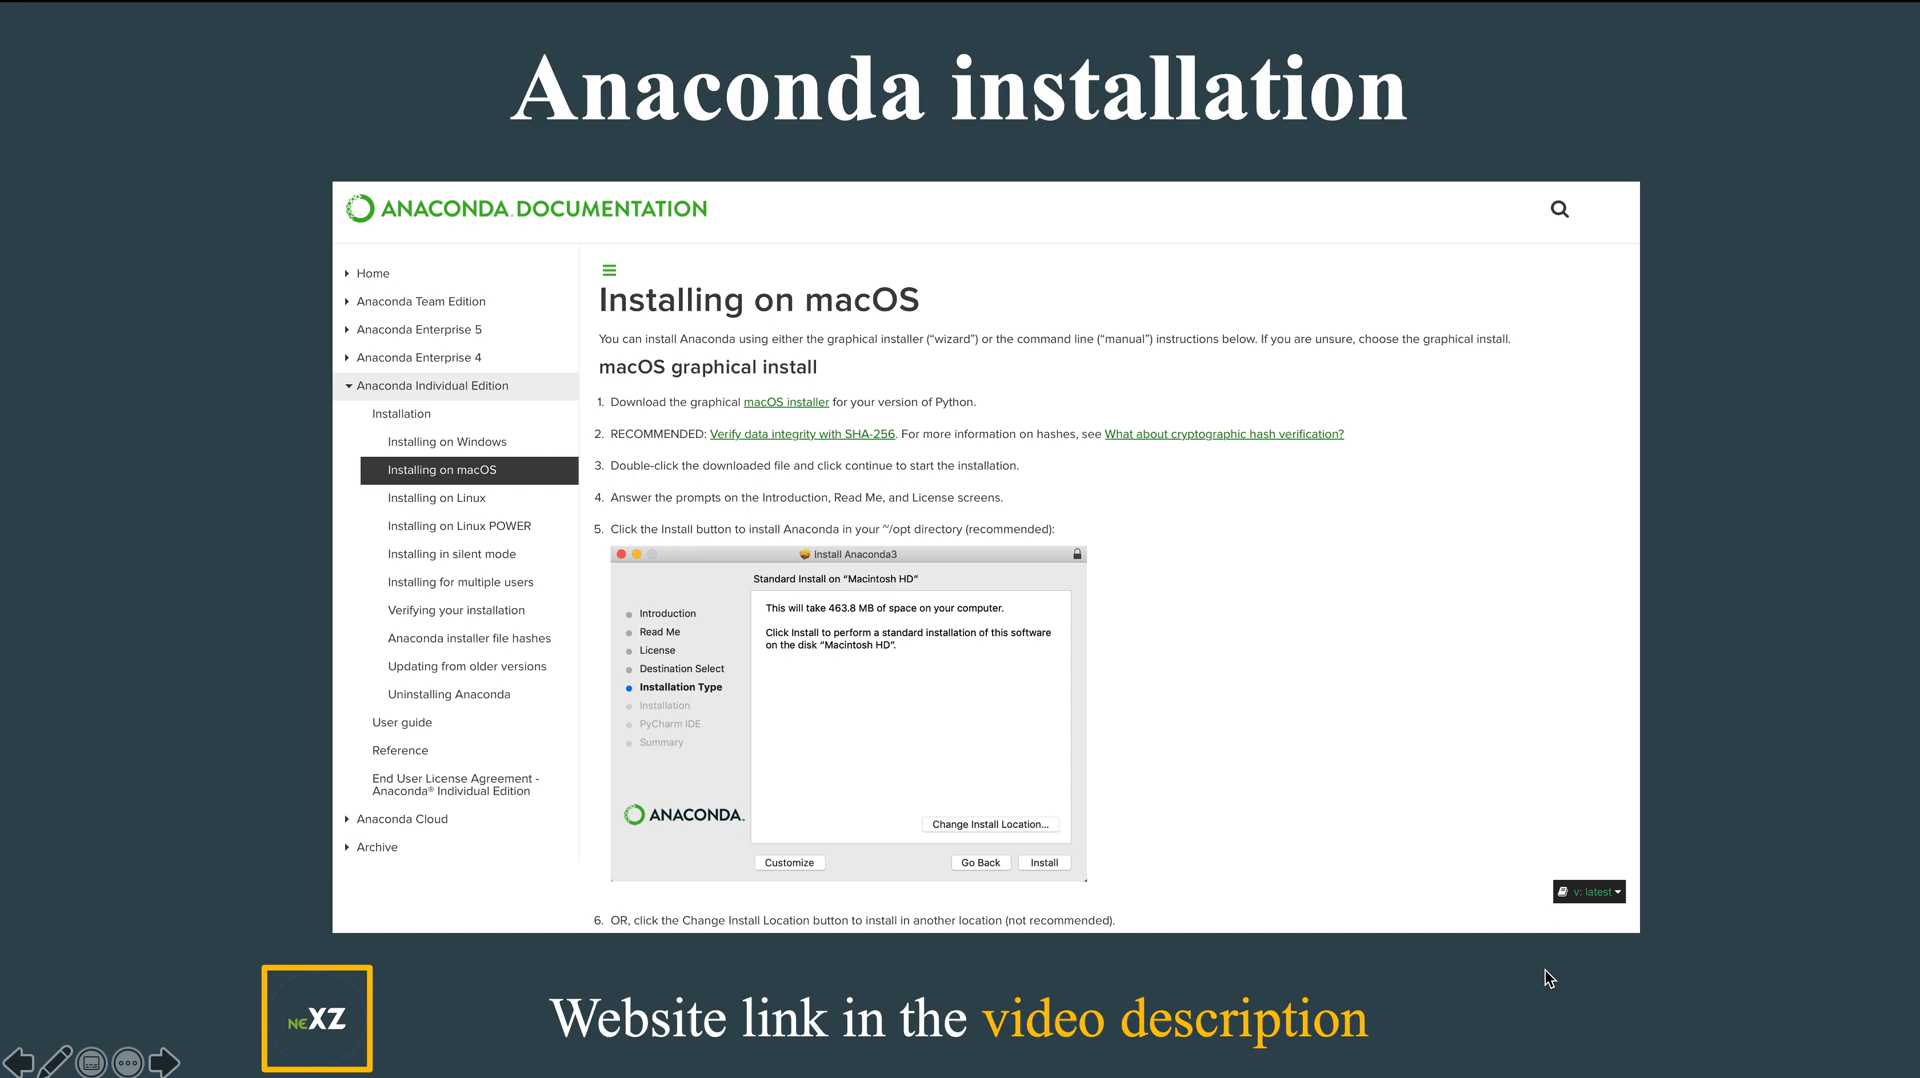 Anaconda installation
ANACONDA.DOCUMENTATION
Home
Anaconda Team Edition
Anaconda Enterprise 5
Anaconda Enterprise 4
Anaconda Individual Edition
Installation
Installing on Windows
Installing on macOS
Installing on Linux
Installing on Linux POWER
Installing in silent mode
Installing for multiple users
Verifying your installation
Anaconda installer file hashes
Updating from older versions
Uninstalling Anaconda
User guide
Reference
End User License Agreement -
Anaconda® Individual Edition
Anaconda Cloud
Archive
Installing on macOS
You can install Anaconda using either the graphical installer (“wizard”) or the command line (“manual”) instructions below. If you are unsure, choose the graphical install.
macOS graphical install
1. Download the graphical macOS installer for your version of Python.
2. RECOMMENDED: Verify data integrity with SHA-256. For more information on hashes, see What about cryptographic hash verification?
3. Double-click the downloaded file and click continue to start the installation.
4. Answer the prompts on the Introduction, Read Me, and License screens.
5. Click the Install button to install Anaconda in your ~/opt directory (recommended):
Install Anaconda3
Standard Install on “Macintosh HD”
Introduction
Read Me
License
Destination Select
Installation Type
Installation
PyCharm IDE
Summary
This will take 463.8 MB of space on your computer.
Click Install to perform a standard installation of this software
on the disk “Macintosh HD”.
ANACONDA.
Change Install Location...
Customize
Go Back
Install
v: latest
6. OR, click the Change Install Location button to install in another location (not recommended).
NEXZ
Website link in the video description